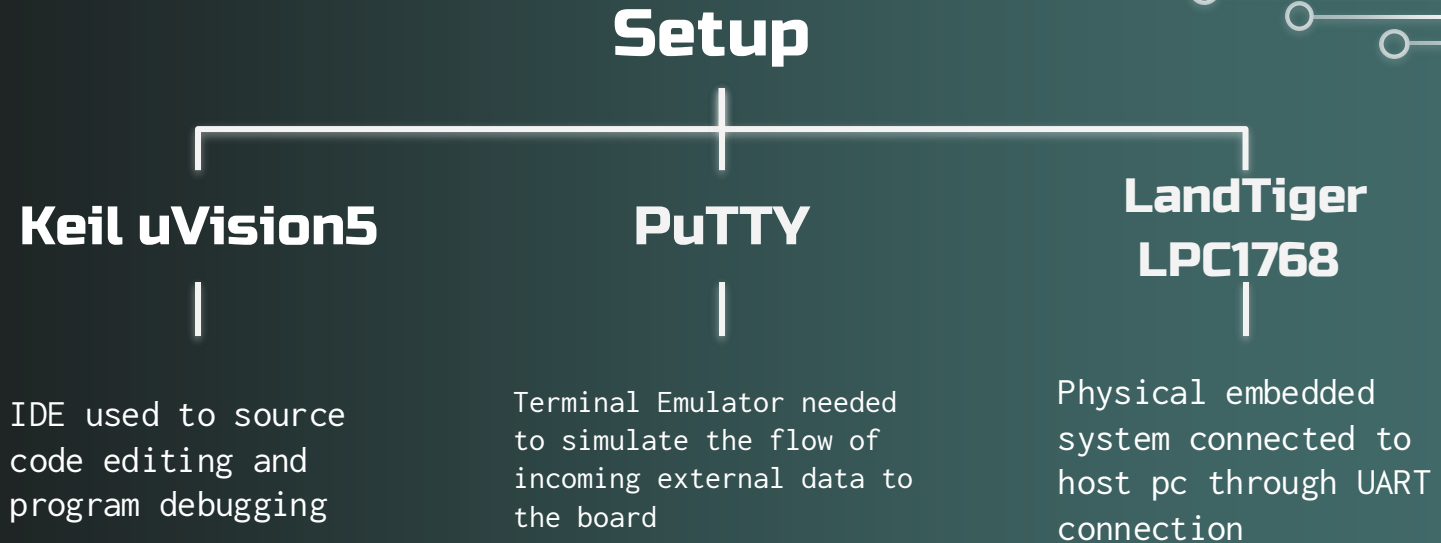 Setup
Keil uVision5
IDE used to source
code editing and
program debugging
PuTTY
Terminal Emulator needed
to simulate the flow of
incoming external data to
the board
LandTiger
LPC1768
Physical embedded
system connected to
host pc through UART
connection